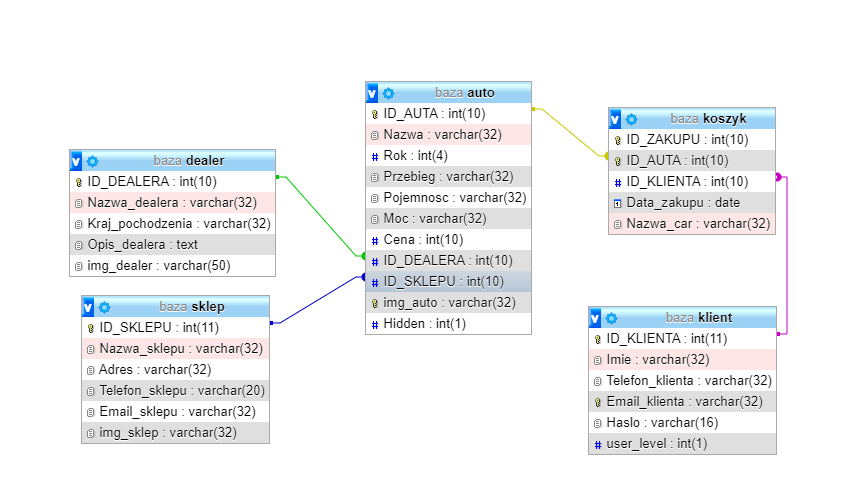 baza dealer
ID_DEALERA : int(10)
Nazwa_dealera : varchar(32)
Kraj_pochodzenia : varchar(32)
Opis_dealera : text
img_dealer : varchar(50)
baza sklep
ID_SKLEPU : int(11)
Nazwa_sklepu : varchar(32)
Adres : varchar(32)
Telefon_sklepu : varchar(20)
Email_sklepu : varchar(32)
img_sklep : varchar(32)
baza auto
ID_AUTA : int(10)
Nazwa : varchar(32)
Rok : int(4)
Przebieg : varchar(32)
Pojemnosc : varchar(32)
Moc : varchar(32)
Cena : int(10)
ID_DEALERA : int(10)
ID_SKLEPU : int(10)
img_auto : varchar(32)
Hidden : int(1)
baza koszyk
ID_ZAKUPU : int(10)
ID_AUTA : int(10)
ID_KLIENTA : int(10)
Data_zakupu : date
Nazwa_car : varchar(32)
baza klient
ID_KLIENTA : int(11)
Imie : varchar(32)
Telefon_klienta : varchar(32)
Email_klienta : varchar(32)
Haslo : varchar(16)
user_level : int(1)